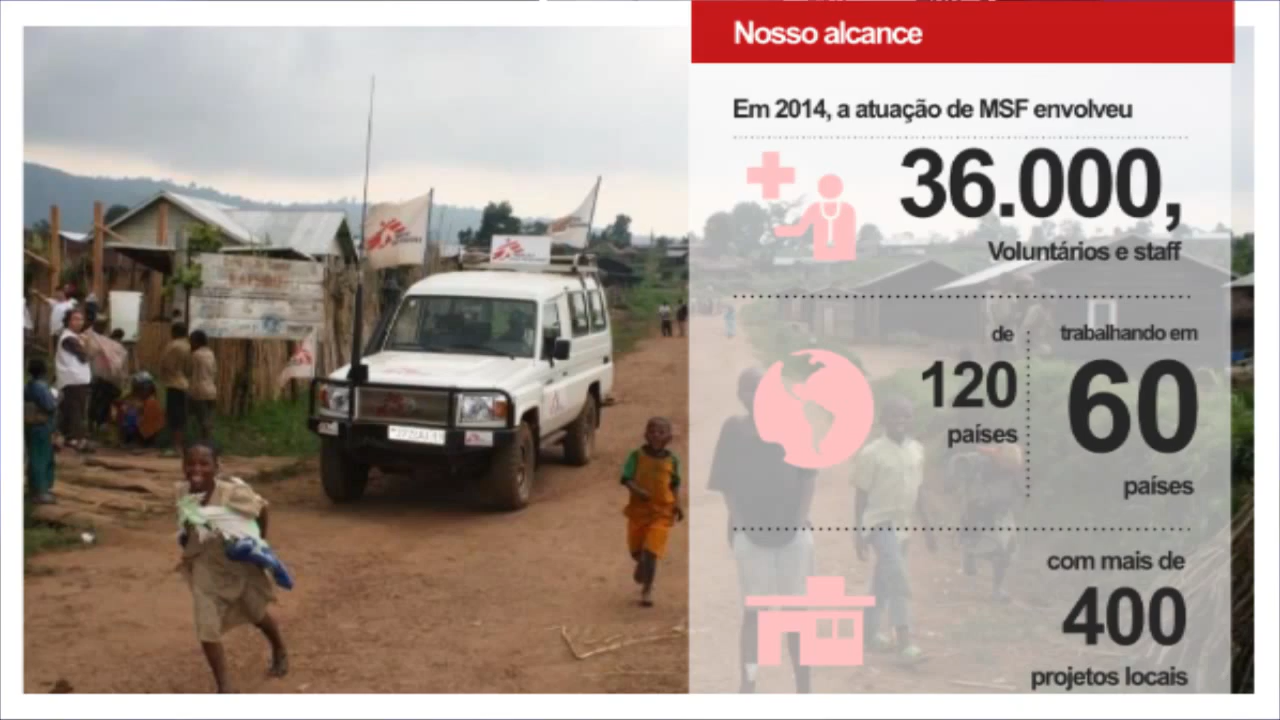 Nosso alcance
Em 2014, a atuação de MSF envolveu
36.000,
Voluntários e staff
de
120
países
trabalhando em
60
países
com mais de
400
projetos locais